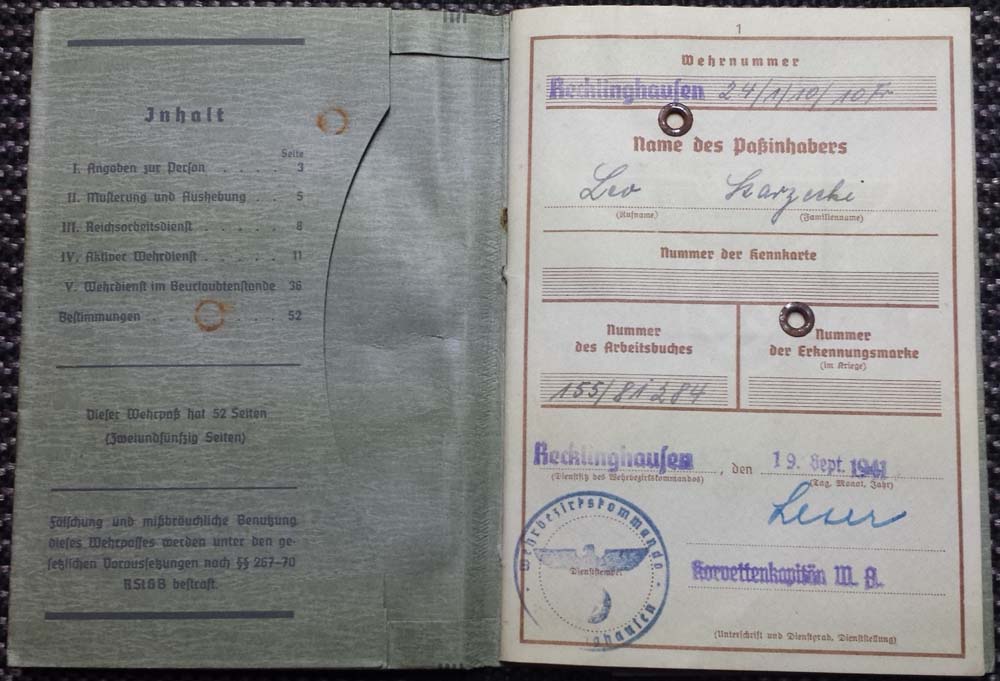 Inhalt
Seite
I. Angaben zur Person . . . . 3
II. Musterung und Aushebung . . 5
III. Reichsarbeitsdienst . . . . . 8
IV. Aktiver Wehrdienst . . . . . 11
V. Wehrdienst im Beurlaubtenstande 36
Bestimmungen . . . . . . . . 52
Dieser Wehrpaß hat 52 Seiten
(Zweiundfünfzig Seiten)
Fälschung und mißbräuchliche Benutzung
dieses Wehrpasses werden unter den ge-
setzlichen Voraussetzungen nach §§ 267-70
RStGB bestraft.
1
Wehrnummer
Recklinghausen 24/1/10/10 Fr
Name des Paßinhabers
Leo
(Rufname) (Familienname)
Nummer der Kennkarte
Nummer
des Arbeitsbuches
155/81284
Nummer
der Erkennungsmarke
(im Kriege)
Recklinghausen, den 19. Sept. 1941
(Dienstsitz des Wehrbezirkskommandos) (Tag, Monat, Jahr)
Leser
Wehrbezirkskommando
Dienststempel
Korvettenkapitän
(Unterschrift und Dienstgrad, Dienststellung)